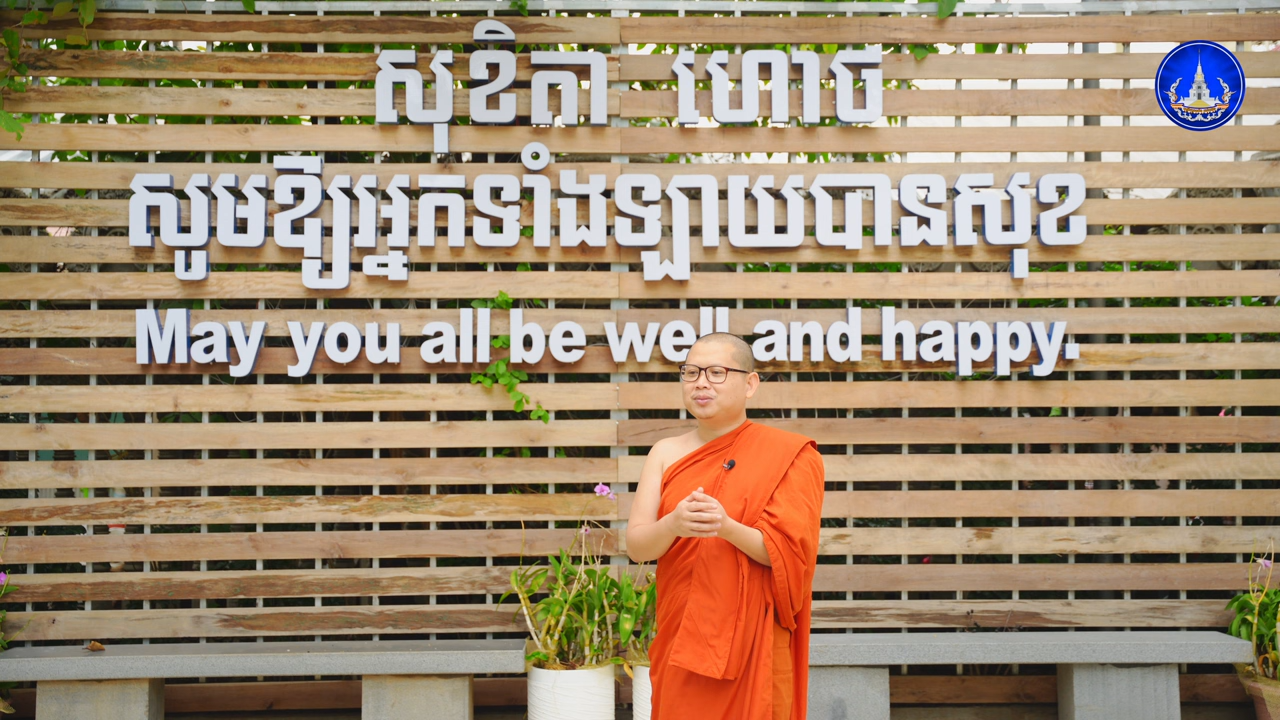 សុខិតា ហោថ
សូមឱ្យអ្នកទាំងឡាយបានសុខ
May you all be well and happy.